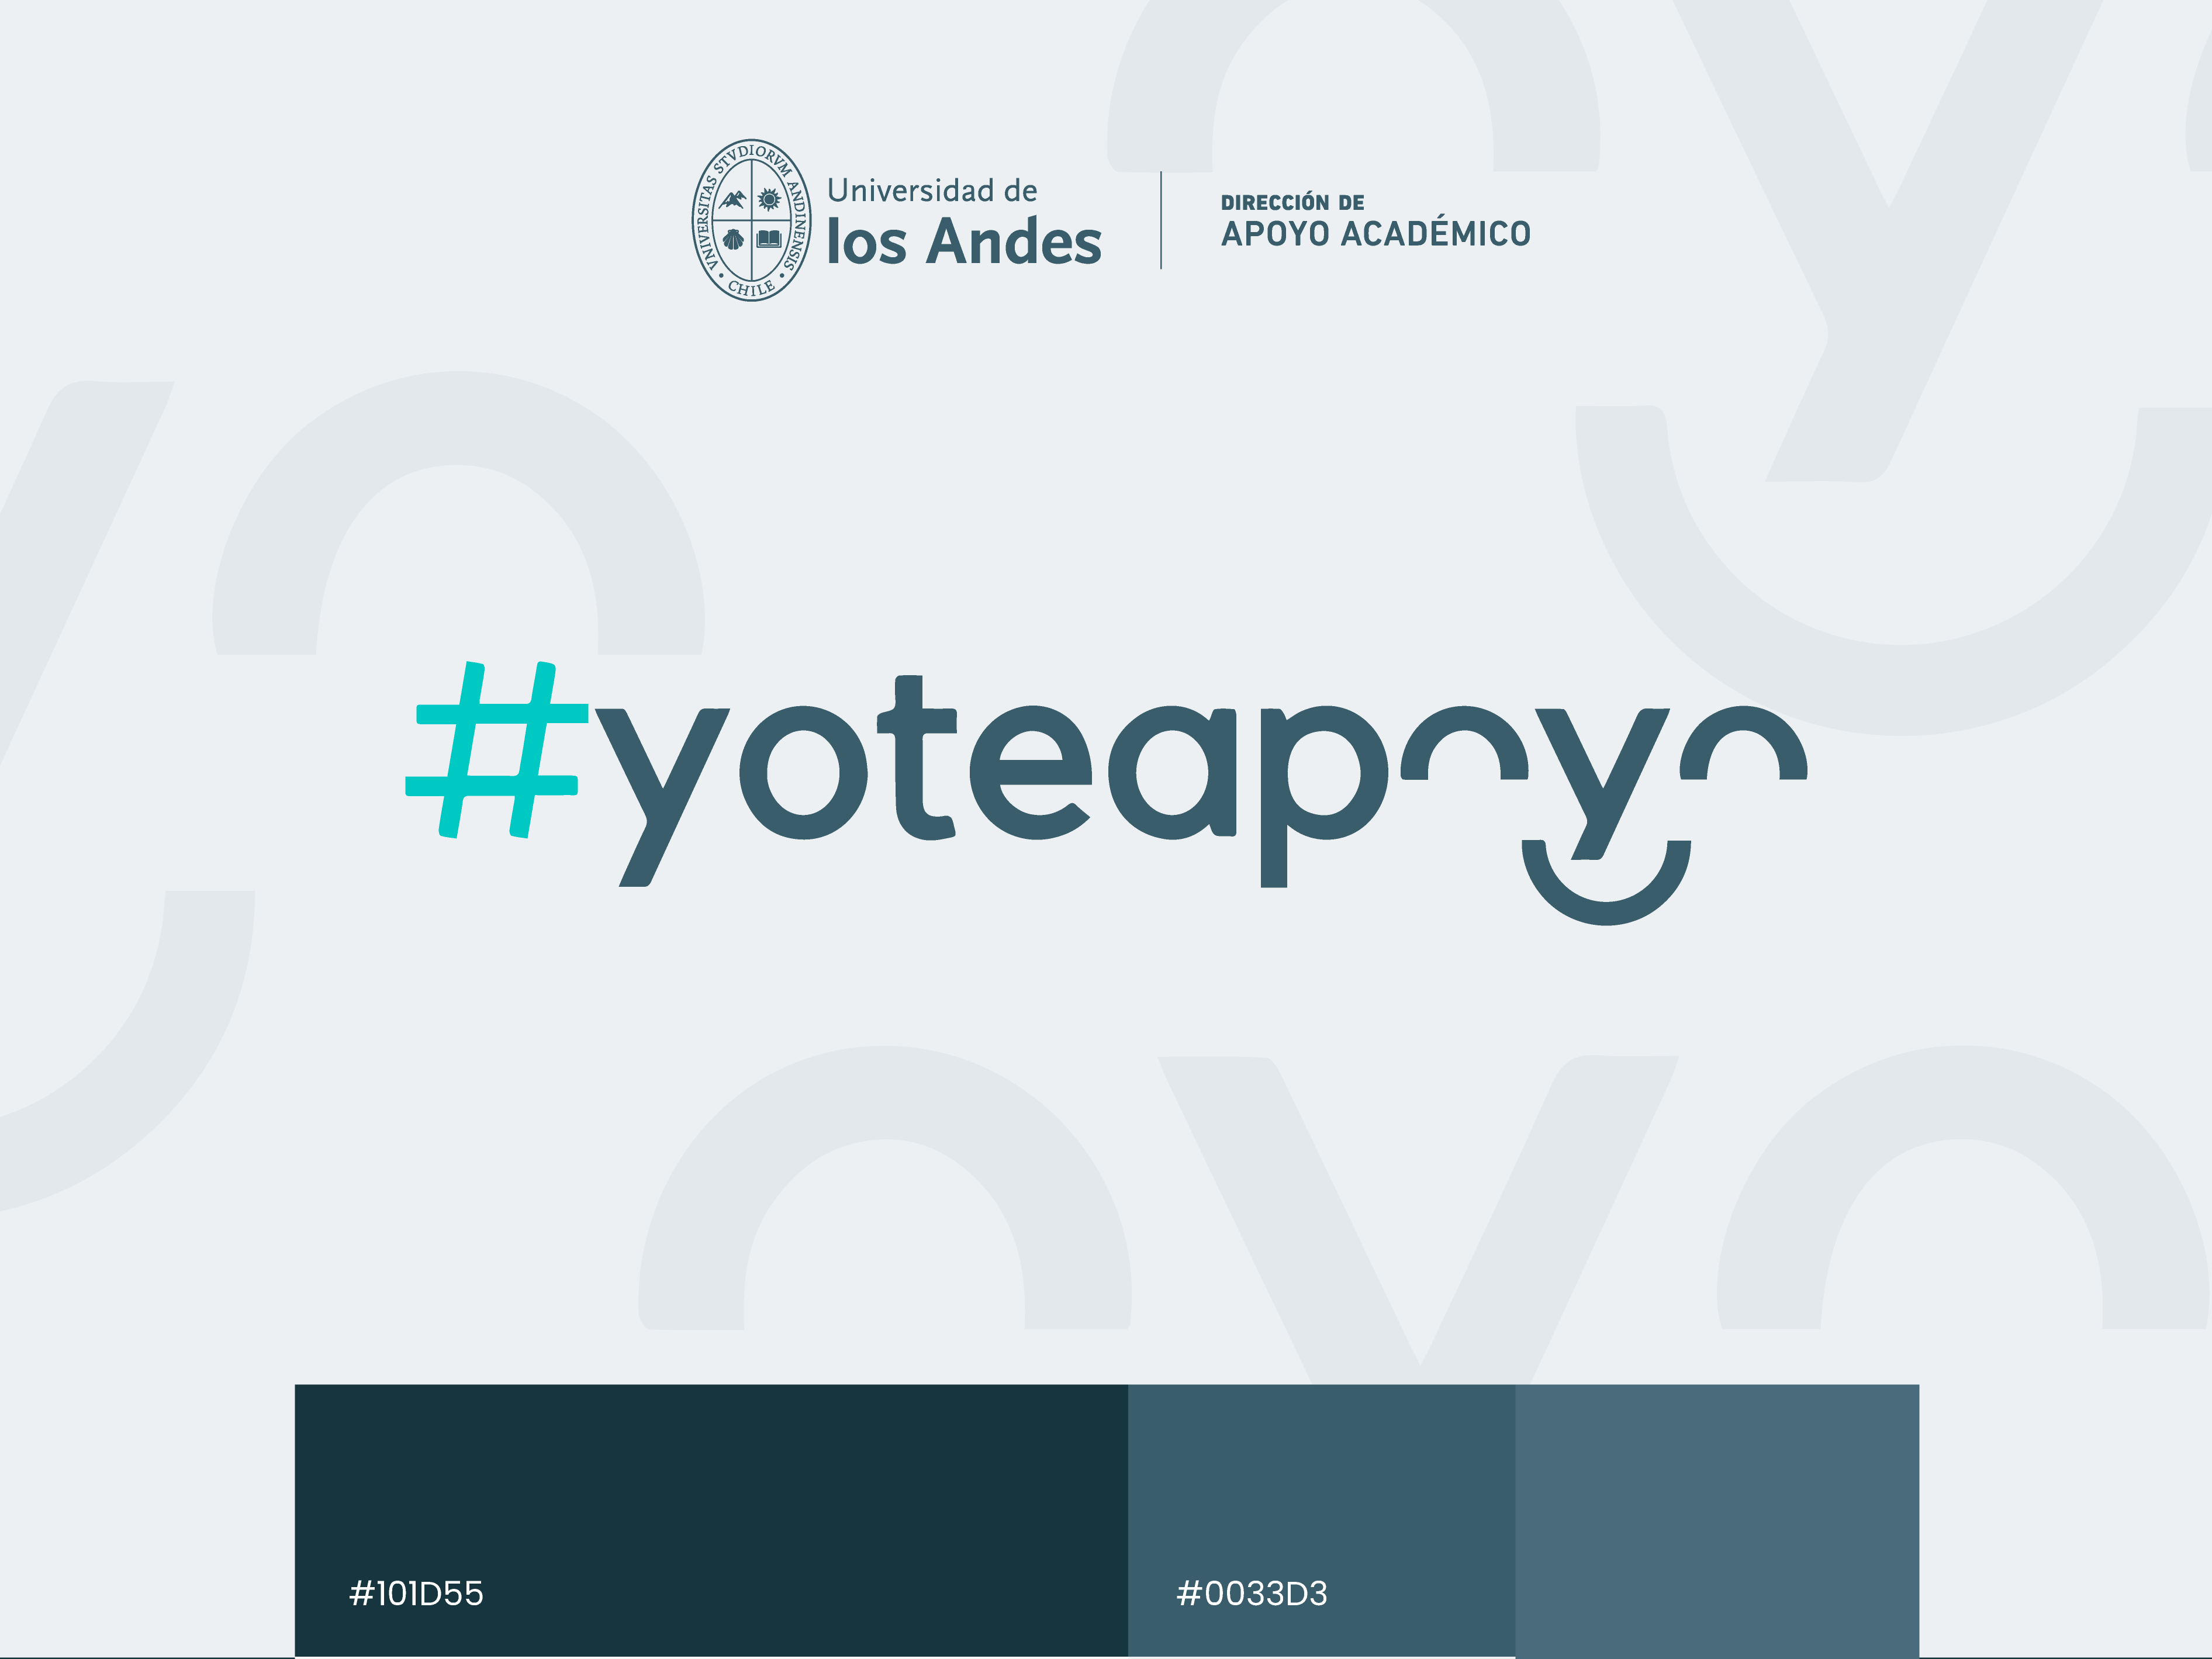 VNIVERSITAS STVDIORVM ANDINENSIS • CHILE •
Universidad de
los Andes
DIRECCIÓN DE
APOYO ACADÉMICO
#yoteapoyo
#101D55
#0033D3